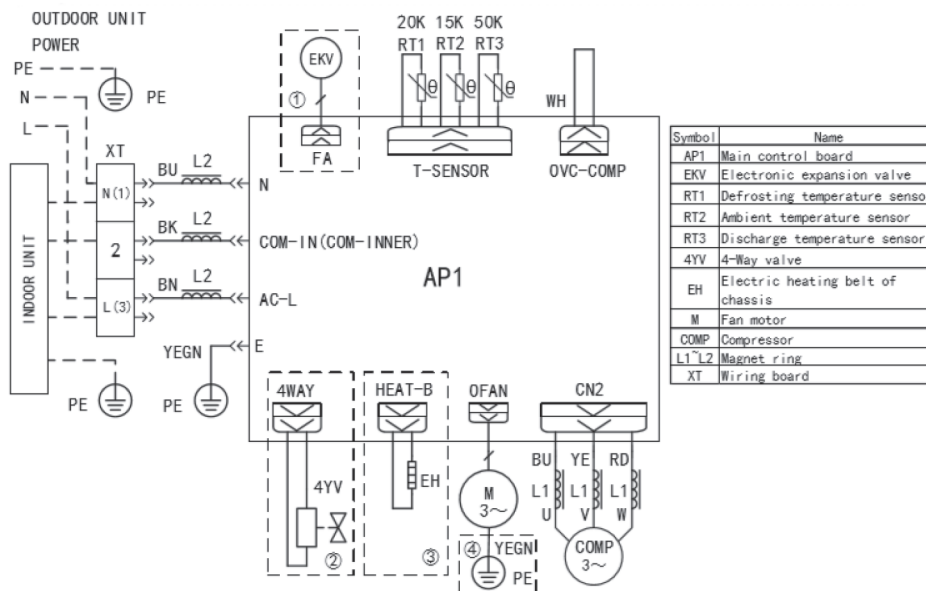 OUTDOOR UNIT
POWER
PE
N
L
PE
XT
N(1)
2
L(3)
INDOOR UNIT
PE
BU L2
BK L2
BN L2
YEGN
PE
EKV
①
FA
20K 15K 50K
RT1 RT2 RT3
θ θ θ
T-SENSOR
WH
OVC-COMP
N
COM-IN(COM-INNER)
AC-L
E
AP1
4WAY
4YV
②
HEAT-B
EH
③
OFAN
M
3~
④ YEGN
PE
CN2
BU YE RD
L1 L1 L1
U V W
COMP
3~
Symbol Name
AP1 Main control board
EKV Electronic expansion valve
RT1 Defrosting temperature senso
RT2 Ambient temperature sensor
RT3 Discharge temperature sensor
4YV 4-Way valve
EH Electric heating belt of
chassis
M Fan motor
COMP Compressor
L1~L2 Magnet ring
XT Wiring board